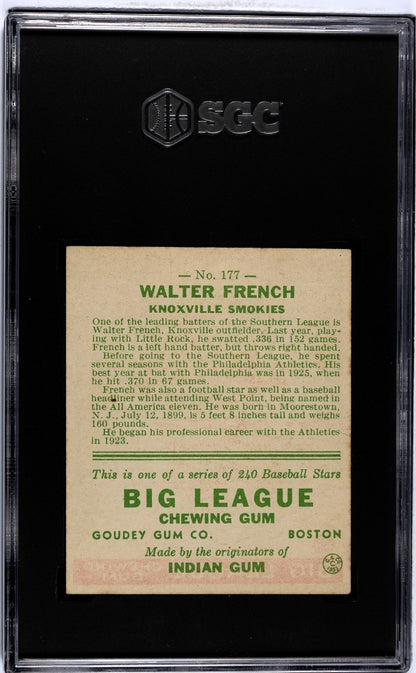 SGC
— No. 177 —
WALTER FRENCH
KNOXVILLE SMOKIES
One of the leading batters of the Southern League is
Walter French, Knoxville outfielder. Last year, play-
ing with Little Rock, he swatted .336 in 152 games.
French is a left hand batter, but throws right handed.
Before going to the Southern League, he spent
several seasons with the Philadelphia Athletics. His
best year at bat with Philadelphia was in 1925, when
he hit .370 in 67 games.
French was also a football star as well as a baseball
headliner while attending West Point, being named in
the All America eleven. He was born in Moorestown,
N. J., July 12, 1899, is 5 feet 8 inches tall and weighs
160 pounds.
He began his professional career with the Athletics
in 1923.
This is one of a series of 240 Baseball Stars
BIG LEAGUE
CHEWING GUM
GOUDEY GUM CO. BOSTON
Made by the originators of
INDIAN GUM